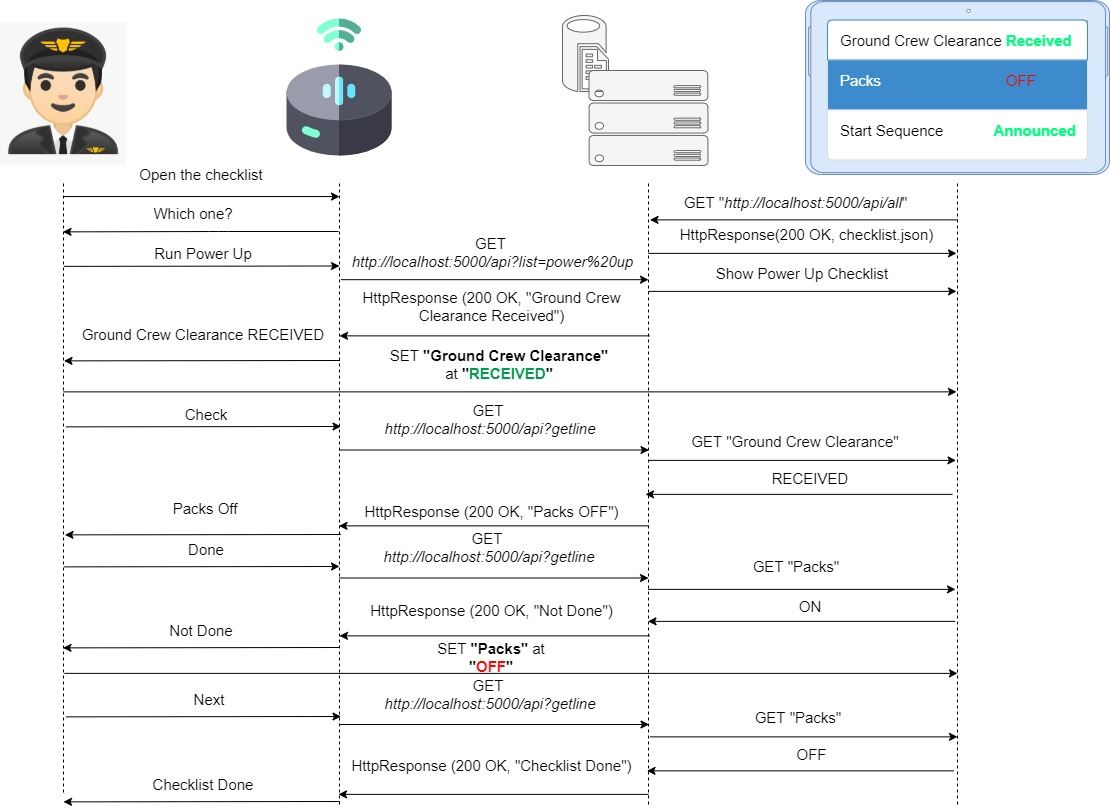 Ground Crew Clearance Received
Packs OFF
Start Sequence Announced
Open the checklist
GET "http://localhost:5000/api/all"
Which one?
HttpResponse(200 OK, checklist.json)
Run Power Up
GET
http://localhost:5000/api?list=power%20up
Show Power Up Checklist
HttpResponse (200 OK, "Ground Crew
Clearance Received")
Ground Crew Clearance RECEIVED
SET "Ground Crew Clearance"
at "RECEIVED"
Check
GET
http://localhost:5000/api?getline
GET "Ground Crew Clearance"
RECEIVED
Packs Off
HttpResponse (200 OK, "Packs OFF")
Done
GET
http://localhost:5000/api?getline
GET "Packs"
ON
HttpResponse (200 OK, "Not Done")
Not Done
SET "Packs" at
"OFF"
Next
GET
http://localhost:5000/api?getline
GET "Packs"
OFF
HttpResponse (200 OK, "Checklist Done")
Checklist Done